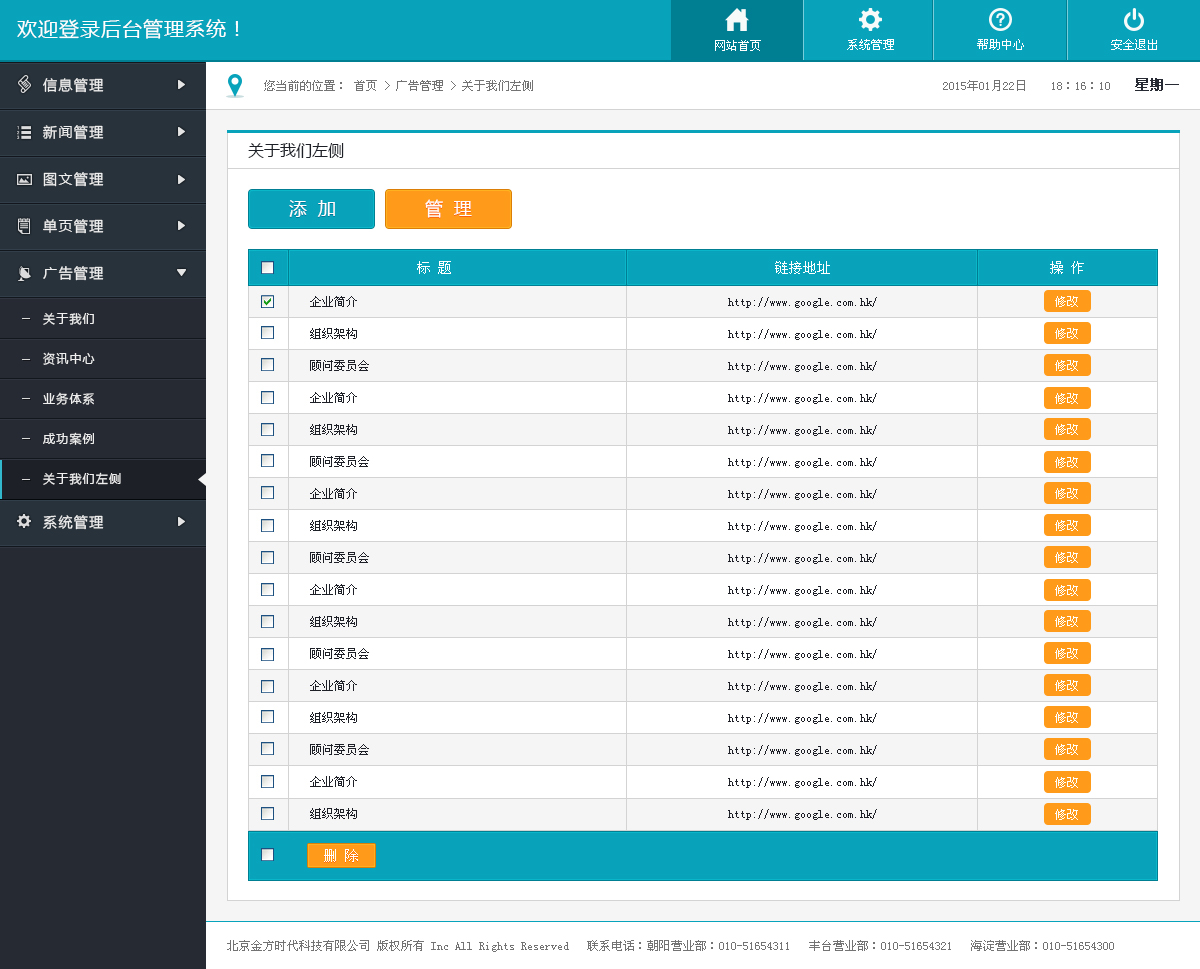 欢迎登录后台管理系统！
网站首页
系统管理
帮助中心
安全退出
您当前的位置： 首页 > 广告管理 > 关于我们左侧
2015年01月22日 18：16：10 星期一
信息管理
新闻管理
图文管理
单页管理
广告管理
关于我们
资讯中心
业务体系
成功案例
关于我们左侧
系统管理
关于我们左侧
添 加 管 理
标 题 链接地址 操 作
企业简介 http://www.google.com.hk/ 修改
组织架构 http://www.google.com.hk/ 修改
顾问委员会 http://www.google.com.hk/ 修改
企业简介 http://www.google.com.hk/ 修改
组织架构 http://www.google.com.hk/ 修改
顾问委员会 http://www.google.com.hk/ 修改
企业简介 http://www.google.com.hk/ 修改
组织架构 http://www.google.com.hk/ 修改
顾问委员会 http://www.google.com.hk/ 修改
企业简介 http://www.google.com.hk/ 修改
组织架构 http://www.google.com.hk/ 修改
顾问委员会 http://www.google.com.hk/ 修改
企业简介 http://www.google.com.hk/ 修改
组织架构 http://www.google.com.hk/ 修改
顾问委员会 http://www.google.com.hk/ 修改
企业简介 http://www.google.com.hk/ 修改
组织架构 http://www.google.com.hk/ 修改
删 除
北京金方时代科技有限公司 版权所有 Inc All Rights Reserved 联系电话：朝阳营业部：010-51654311 丰台营业部：010-51654321 海淀营业部：010-51654300